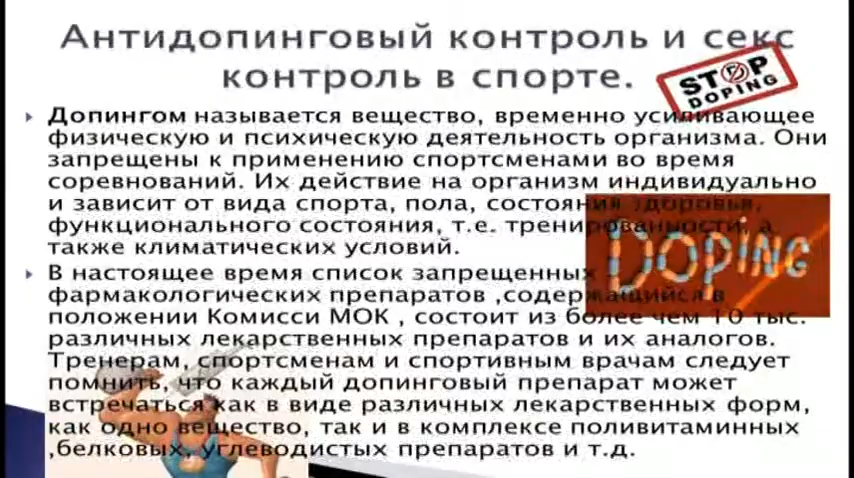 Антидопинговый контроль и секс
контроль в спорте.
STOP
DOPING
Допингом называется вещество, временно усиливающее
физическую и психическую деятельность организма. Они
запрещены к применению спортсменами во время
соревнований. Их действие на организм индивидуально
и зависит от вида спорта, пола, состояния здоровья,
функционального состояния, т.е. тренированности, а
также климатических условий.
Doping
В настоящее время список запрещенных
фармакологических препаратов ,содержащийся в
положении Комисси МОК , состоит из более чем 10 тыс.
различных лекарственных препаратов и их аналогов.
Тренерам, спортсменам и спортивным врачам следует
помнить, что каждый допинговый препарат может
встречаться как в виде различных лекарственных форм,
как одно вещество, так и в комплексе поливитаминных
,белковых, углеводистых препаратов и т.д.